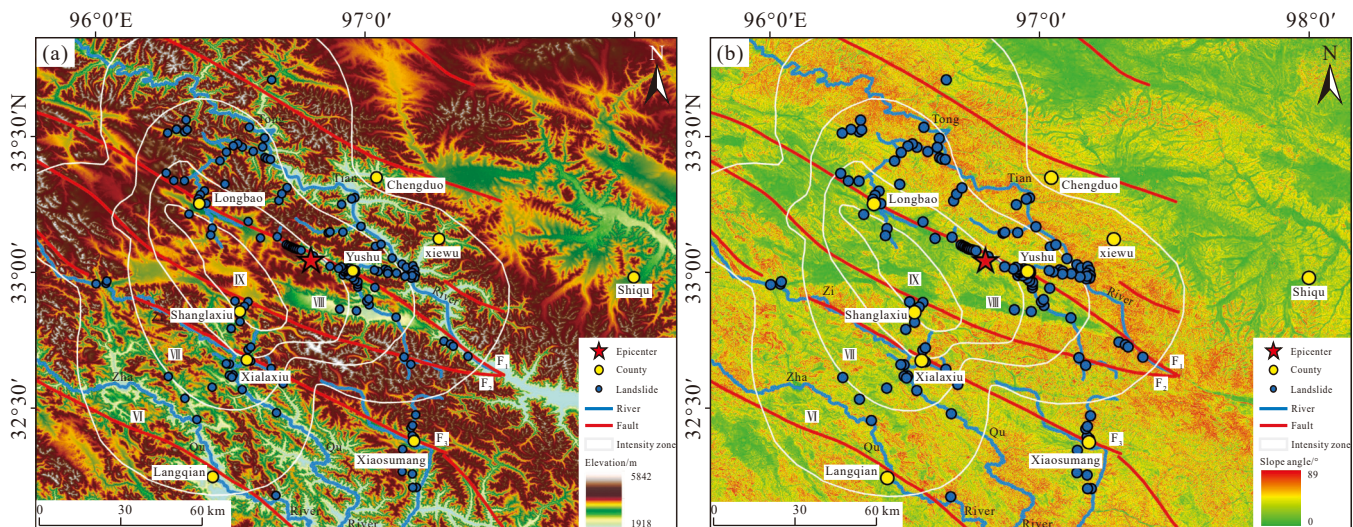 96°0′E
97°0′
98°0′
96°0′E
97°0′
98°0′
33°30′N
33°00′
32°30′
(a)
N
Tong
Tian
Chengduo
Longbao
xiewu
Yushu
Shiqu
IX
VIII
River
Shanglaxiu
Zi
VII
Xialaxiu
F₁
F₂
Zha
VI
Qu
Qu
F₃
Xiaosumang
Langqian
River
River
0 30 60 km
Epicenter
County
Landslide
River
Fault
Intensity zone
Elevation/m
5842
1918
33°30′N
33°00′
32°30′
(b)
N
Tong
Tian
Chengduo
Longbao
xiewu
Yushu
Shiqu
IX
VIII
River
Zi
Shanglaxiu
VII
Xialaxiu
F₁
F₂
Zha
VI
Qu
Qu
F₃
Xiaosumang
Langqian
River
River
0 30 60 km
Epicenter
County
Landslide
River
Fault
Intensity zone
Slope angle/°
89
0